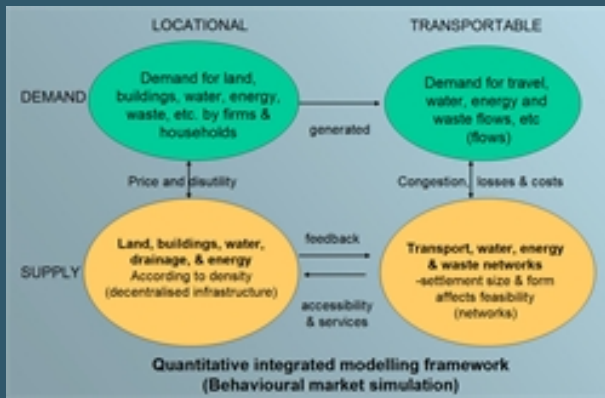 LOCATIONAL
TRANSPORTABLE
DEMAND
Demand for land,
buildings, water, energy,
waste, etc. by firms &
households
generated
Demand for travel,
water, energy and
waste flows, etc
(flows)
Price and disutility
Congestion, losses & costs
SUPPLY
Land, buildings, water,
drainage, & energy
According to density
(decentralised infrastructure)
feedback
accessibility
& services
Transport, water, energy
& waste networks
-settlement size & form
affects feasibility
(networks)
Quantitative integrated modelling framework
(Behavioural market simulation)